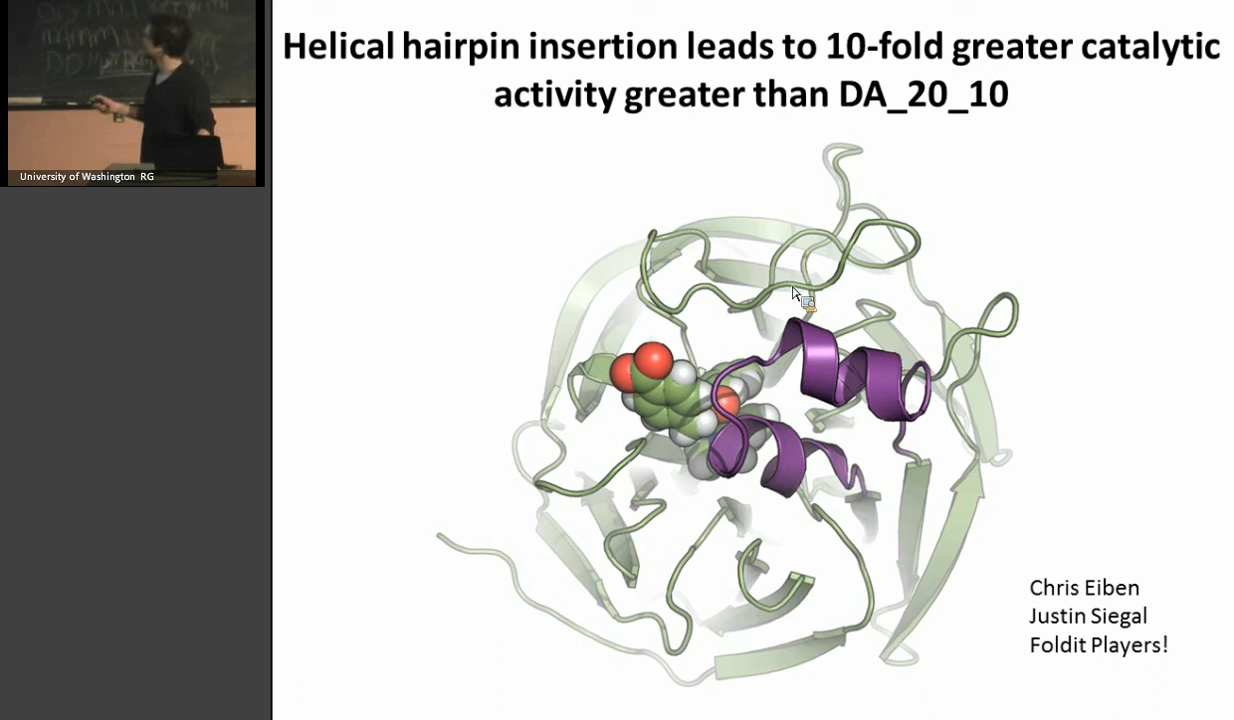 Helical hairpin insertion leads to 10-fold greater catalytic
activity greater than DA_20_10
University of Washington RG
Chris Eiben
Justin Siegal
Foldit Players!